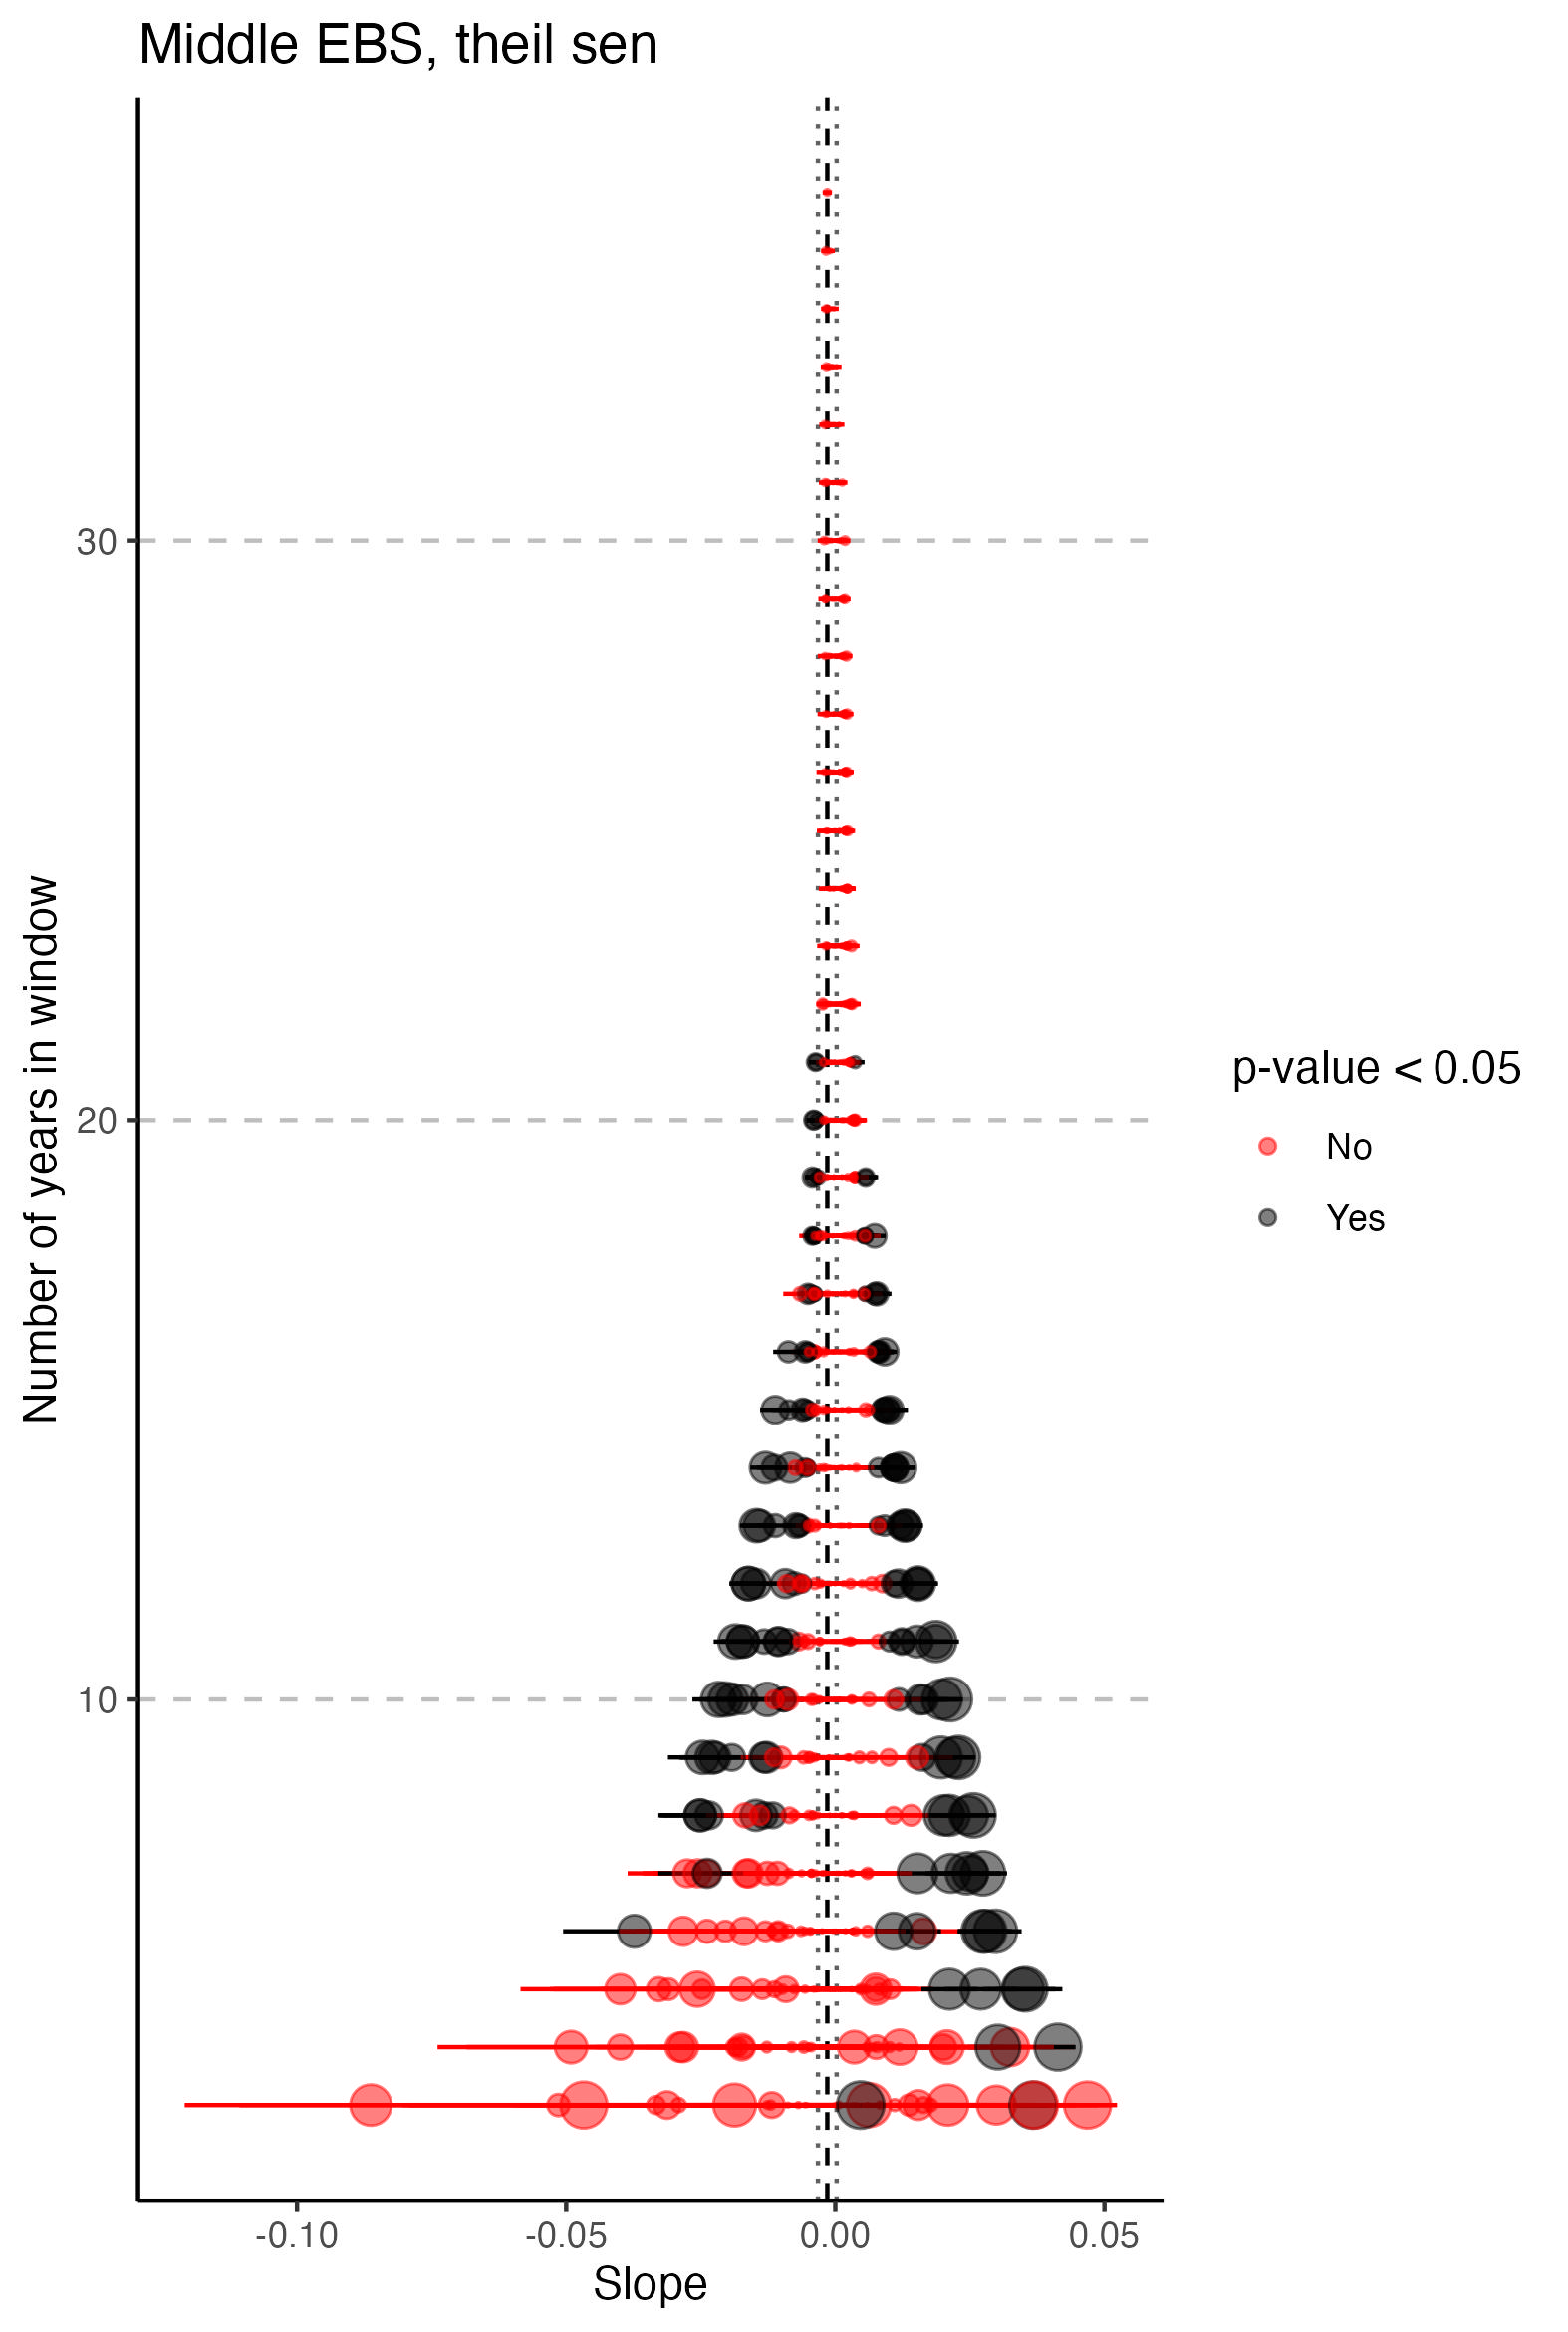 Middle EBS, theil sen
Number of years in window
30
20
10
-0.10
-0.05
0.00
0.05
Slope
p-value < 0.05
No
Yes